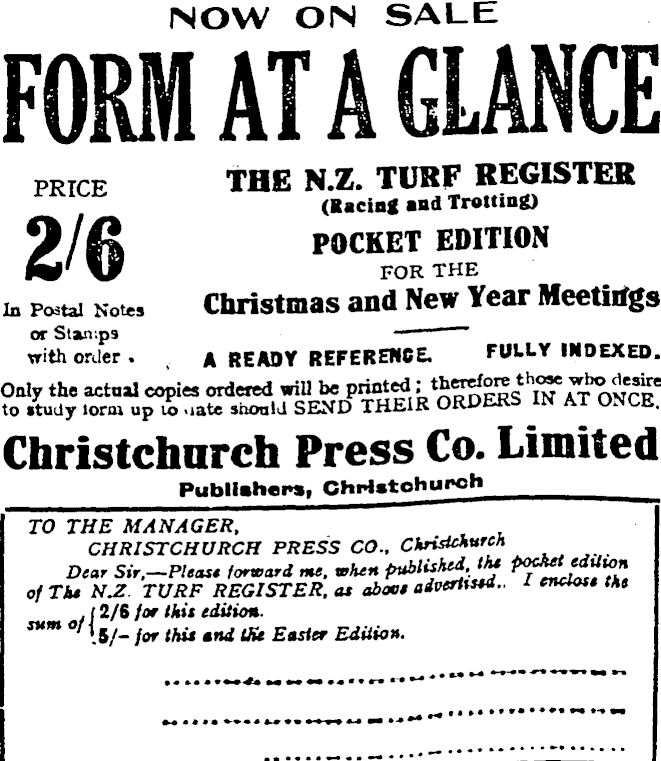 NOW ON SALE
FORM AT A GLANCE
PRICE
2/6
In Postal Notes
or Stamps
with order .
THE N.Z. TURF REGISTER
(Racing and Trotting)
POCKET EDITION
FOR THE
Christmas and New Year Meetings
A READY REFERENCE. FULLY INDEXED.
Only the actual copies ordered will be printed; therefore those who desire
to study form up to date should SEND THEIR ORDERS IN AT ONCE.
Christchurch Press Co. Limited
Publishers, Christchurch
TO THE MANAGER,
CHRISTCHURCH PRESS CO., Christchurch
Dear Sir,—Please forward me, when published, the pocket edition
of The N.Z. TURF REGISTER, as above advertised.. I enclose the
sum of { 2/6 for this edition.
5/- for this and the Easter Edition.